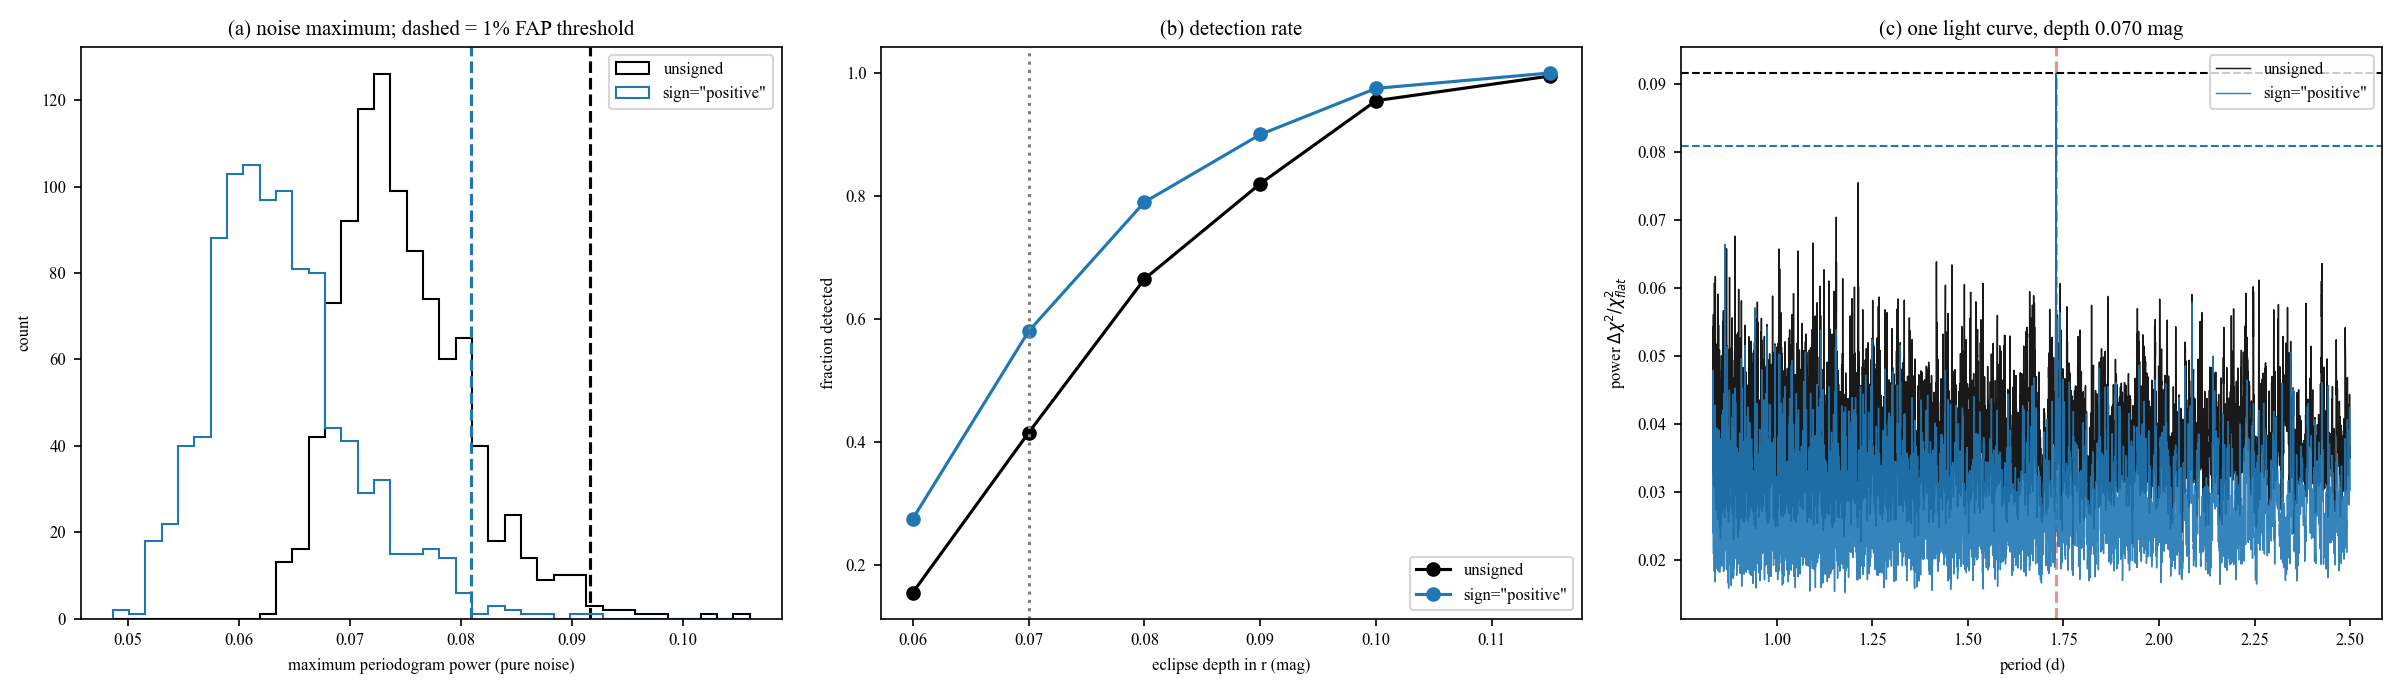 (a) noise maximum; dashed = 1% FAP threshold
unsigned
sign="positive"
120
100
80
60
40
20
0
count
0.05
0.06
0.07
0.08
0.09
0.10
maximum periodogram power (pure noise)
(b) detection rate
1.0
0.8
0.6
0.4
0.2
fraction detected
unsigned
sign="positive"
0.06
0.07
0.08
0.09
0.10
0.11
eclipse depth in r (mag)
(c) one light curve, depth 0.070 mag
unsigned
sign="positive"
0.09
0.08
0.07
0.06
0.05
0.04
0.03
0.02
power Δχ²/χ²_flat
1.00
1.25
1.50
1.75
2.00
2.25
2.50
period (d)